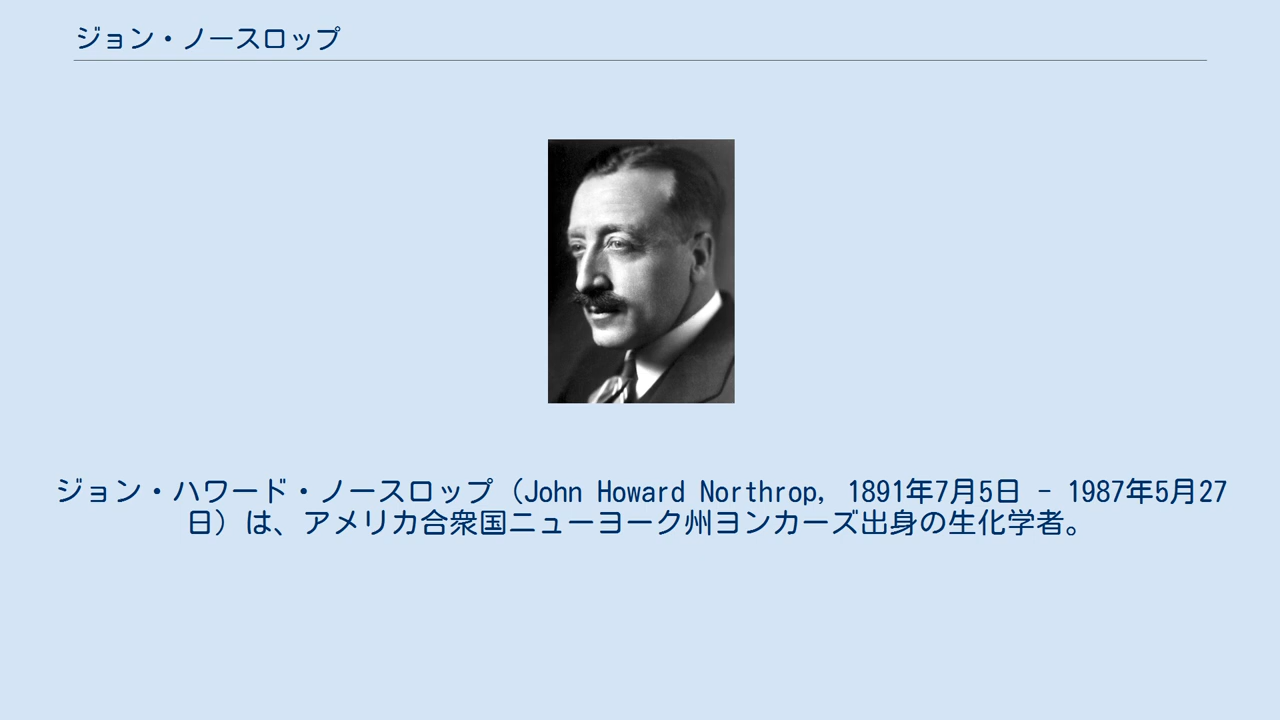 ジョン・ノースロップ
ジョン・ハワード・ノースロップ（John Howard Northrop, 1891年7月5日 - 1987年5月27
日）は、アメリカ合衆国ニューヨーク州ヨンカーズ出身の生化学者。